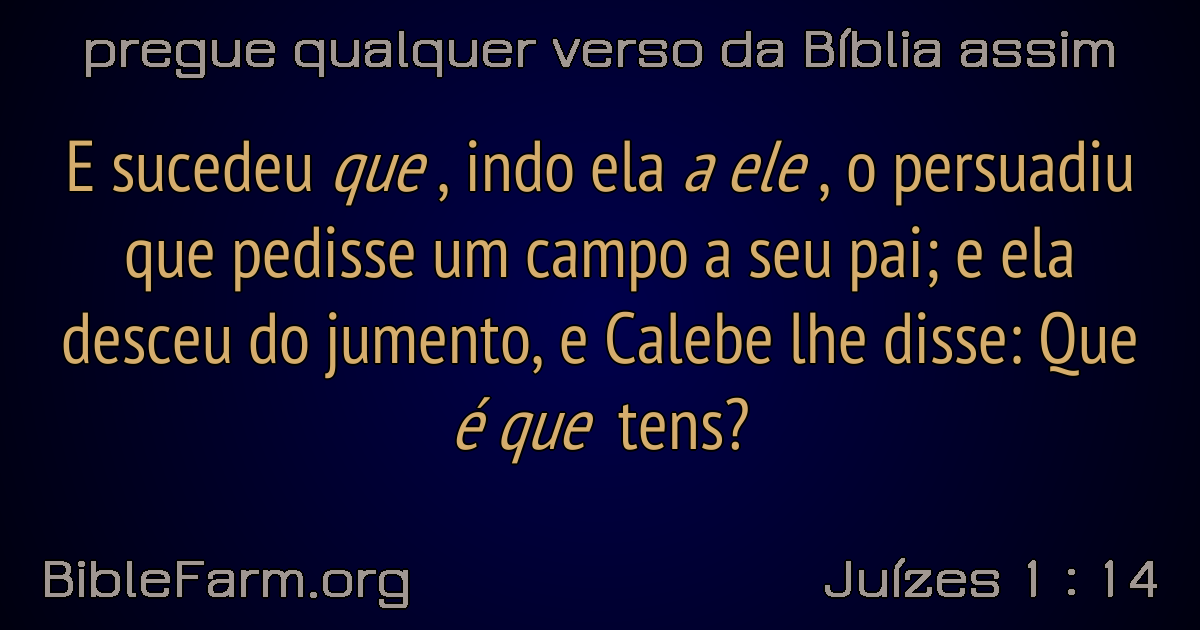 pregue qualquer verso da Bíblia assim
E sucedeu que , indo ela a ele , o persuadiu
que pedisse um campo a seu pai; e ela
desceu do jumento, e Calebe lhe disse: Que
é que tens?
BibleFarm.org
Juízes 1 : 14